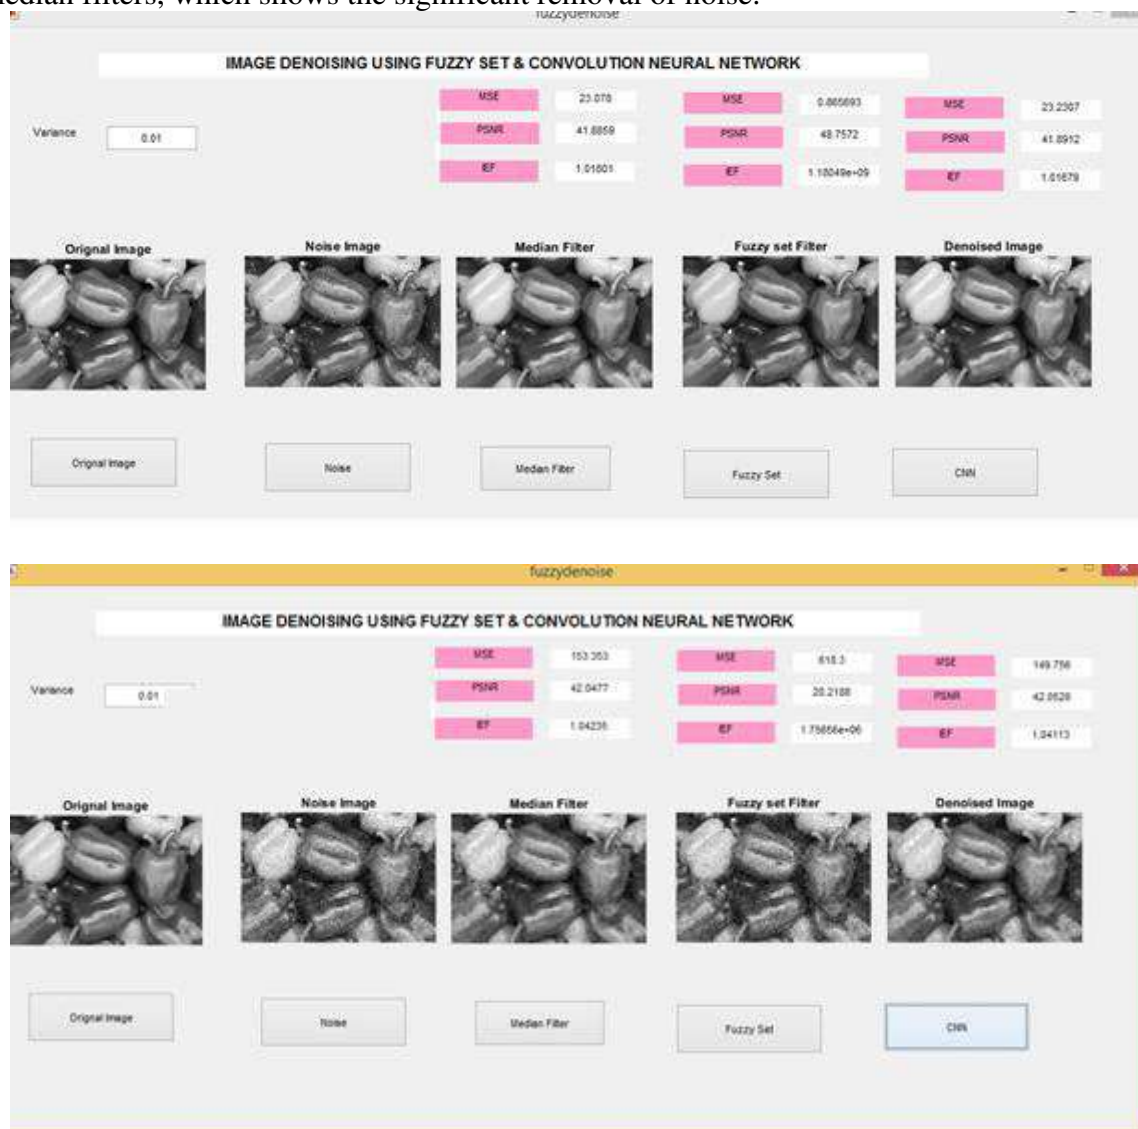 median filters, which shows the significant removal of noise.
fuzzydenoise
IMAGE DENOISING USING FUZZY SET & CONVOLUTION NEURAL NETWORK
MSE 23.078 MSE 0.865693 MSE 23.2307
Variance 0.01 PSNR 41.8859 PSNR 48.7572 PSNR 41.8912
IEF 1.01601 IEF 1.18049e+09 IEF 1.01679
Orignal Image Noise Image Median Filter Fuzzy set Filter Denoised Image
Orignal Image Noise Median Filter Fuzzy Set CNN
fuzzydenoise
IMAGE DENOISING USING FUZZY SET & CONVOLUTION NEURAL NETWORK
MSE 153.353 MSE 618.3 MSE 149.756
Variance 0.01 PSNR 42.0477 PSNR 20.2188 PSNR 42.0528
IEF 1.04236 IEF 1.75656e+06 IEF 1.04113
Orignal Image Noise Image Median Filter Fuzzy set Filter Denoised Image
Orignal Image Noise Median Filter Fuzzy Set CNN